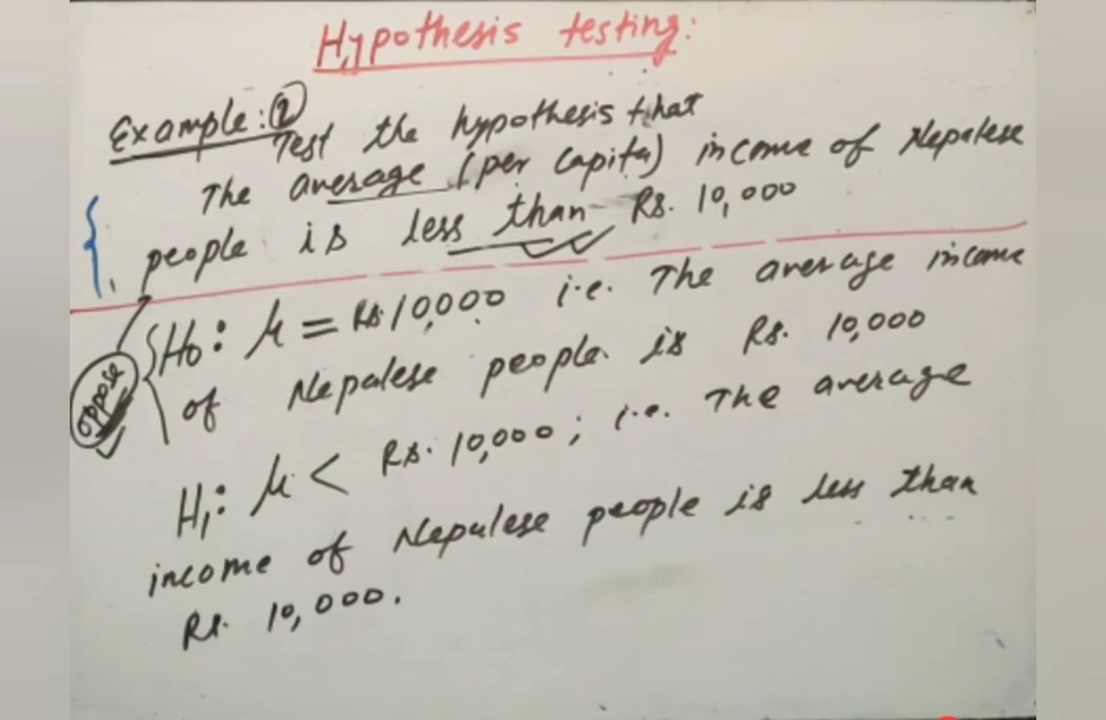 Hypothesis testing:
Example: 2
Test the hypothesis that
The average (per capita) income of Nepalese
people is less than Rs. 10,000
H0: μ = Rs. 10,000 i.e. The average income
of Nepalese people is Rs. 10,000
oppose
H1: μ < Rs. 10,000; i.e. The average
income of Nepalese people is less than
Rs. 10,000.